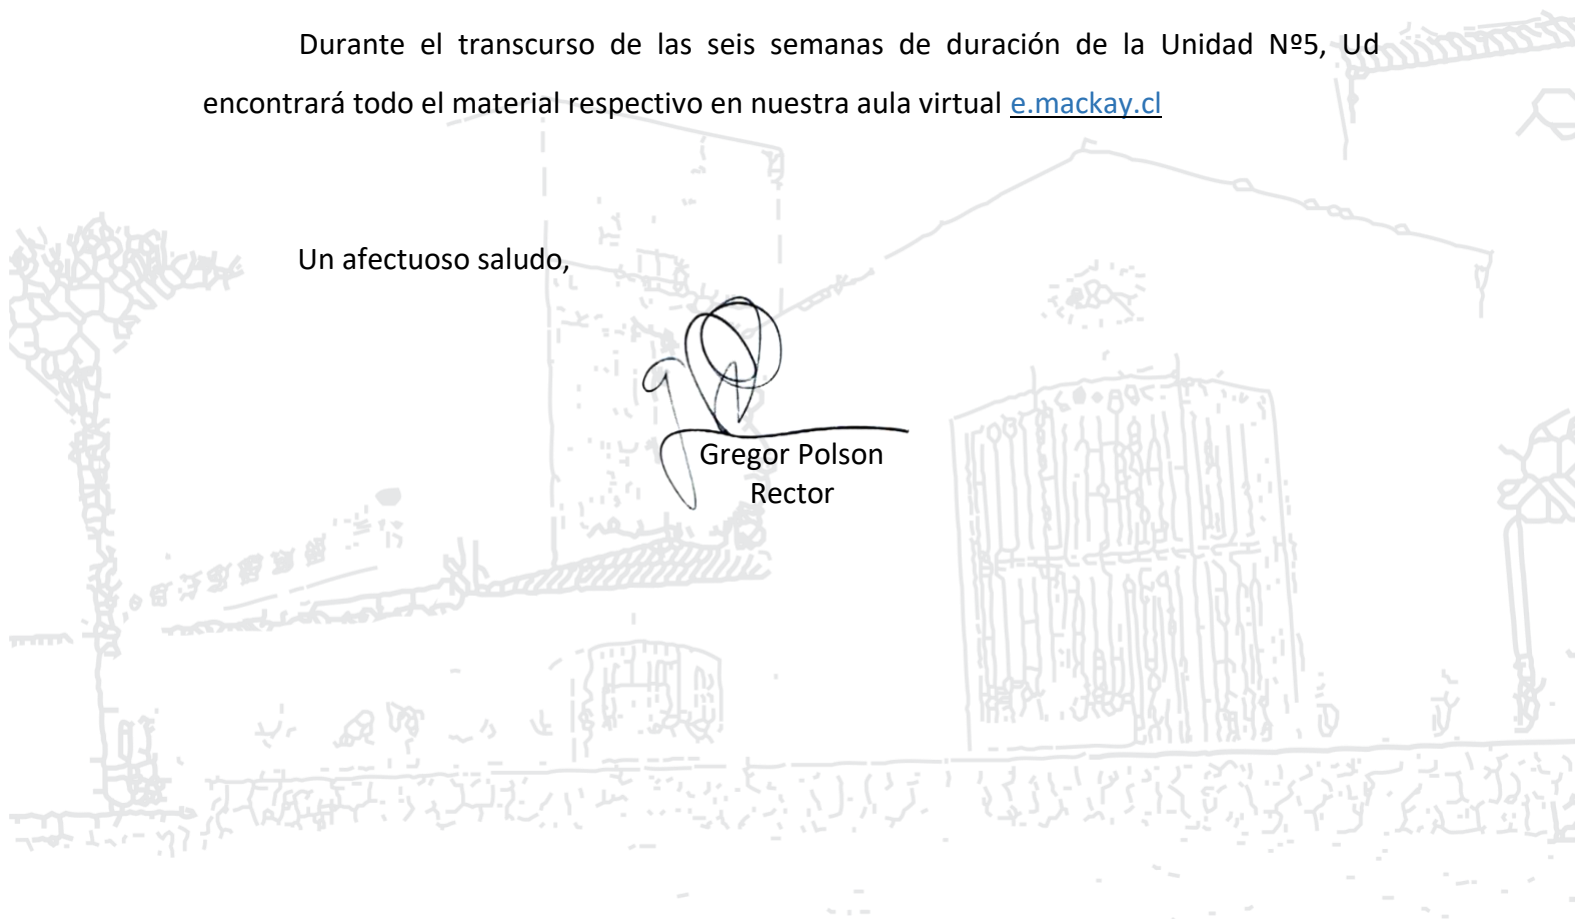 Durante el transcurso de las seis semanas de duración de la Unidad Nº5, Ud
encontrará todo el material respectivo en nuestra aula virtual e.mackay.cl
Un afectuoso saludo,
Gregor Polson
Rector